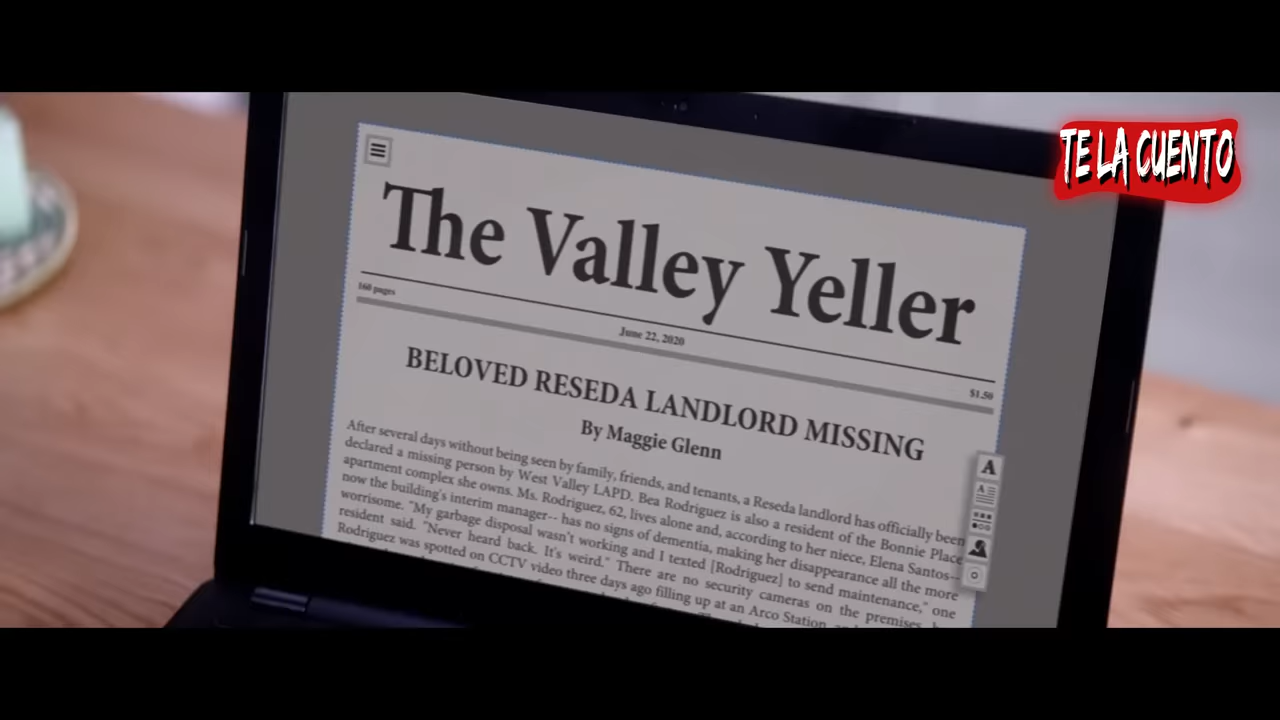 TE LA CUENTO
The Valley Yeller
160 pages
June 22, 2020
$1.50
BELOVED RESEDA LANDLORD MISSING
By Maggie Glenn
After several days without being seen by family, friends, and tenants, a Reseda landlord has officially been
declared a missing person by West Valley LAPD. Bea Rodriguez is also a resident of the Bonnie Place
apartment complex she owns. Ms. Rodriguez, 62, lives alone and, according to her niece, Elena Santos--
now the building's interim manager-- has no signs of dementia, making her disappearance all the more
worrisome. "My garbage disposal wasn't working and I texted [Rodriguez] to send maintenance," one
resident said. "Never heard back. It's weird." There are no security cameras on the premises,
Rodriguez was spotted on CCTV video three days ago filling up at an Arco Station
A
A